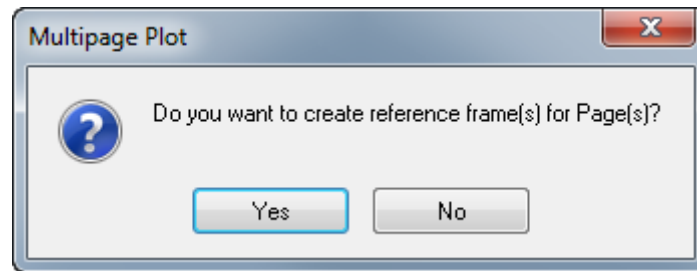 Multipage Plot
Do you want to create reference frame(s) for Page(s)?
Yes
No